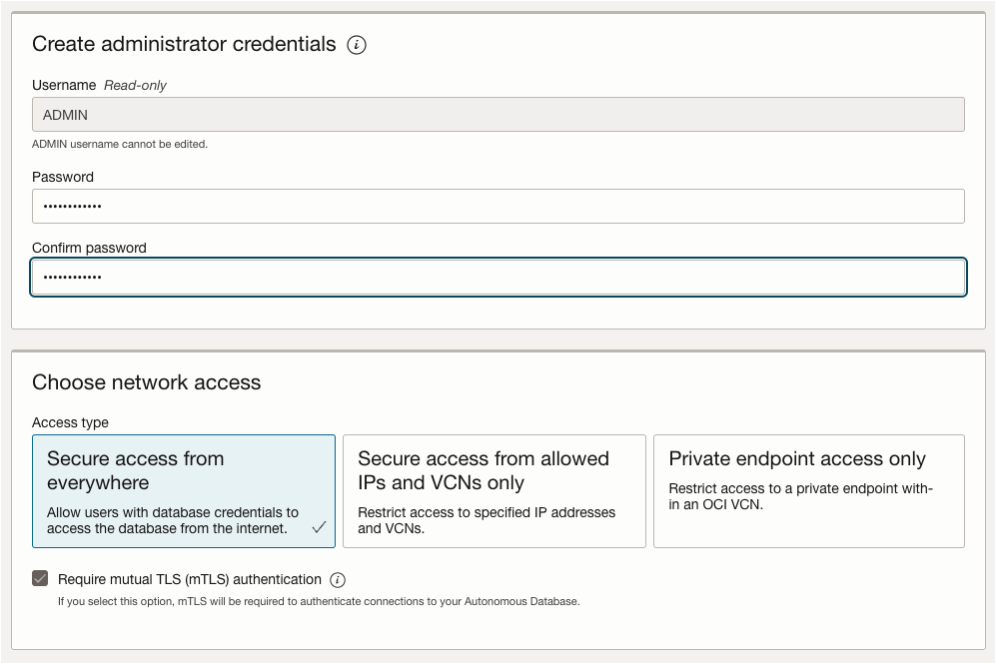 Create administrator credentials
Username Read-only
ADMIN
ADMIN username cannot be edited.
Password
••••••••••••
Confirm password
••••••••••••
Choose network access
Access type
Secure access from
everywhere
Allow users with database credentials to
access the database from the internet.
Secure access from allowed
IPs and VCNs only
Restrict access to specified IP addresses
and VCNs.
Private endpoint access only
Restrict access to a private endpoint with-
in an OCI VCN.
Require mutual TLS (mTLS) authentication
If you select this option, mTLS will be required to authenticate connections to your Autonomous Database.